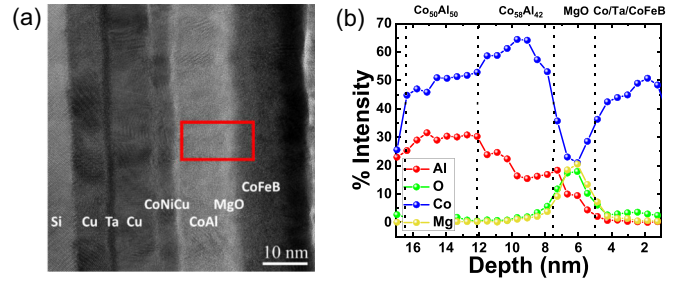 (a)
Si
Cu
Ta
Cu
CoNiCu
CoAl
MgO
CoFeB
10 nm
(b)
Co₅₀Al₅₀ Co₅₈Al₄₂ MgO Co/Ta/CoFeB
% Intensity
70
60
50
40
30
20
10
0
Al
O
Co
Mg
16 14 12 10 8 6 4 2
Depth (nm)